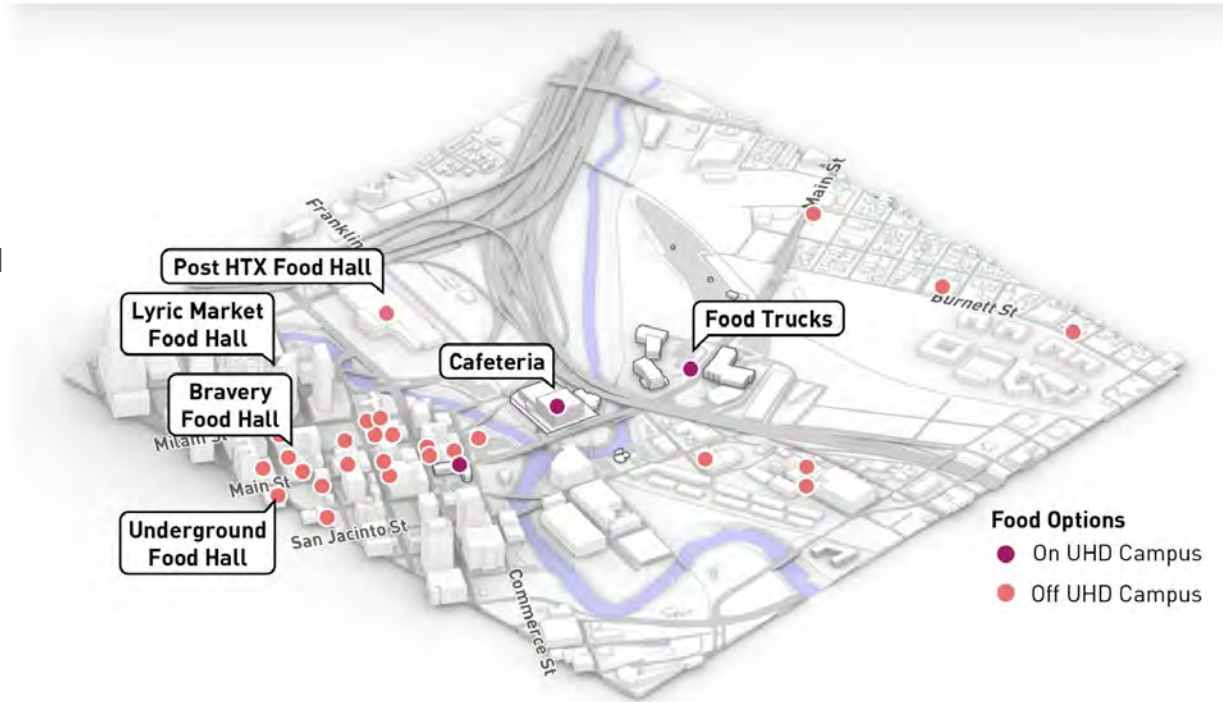 Main St
Franklin
Post HTX Food Hall
Lyric Market
Food Hall
Burnett St
Food Trucks
Cafeteria
Bravery
Food Hall
Milam St
Main St
Underground
Food Hall
San Jacinto St
Commerce St
Food Options
On UHD Campus
Off UHD Campus